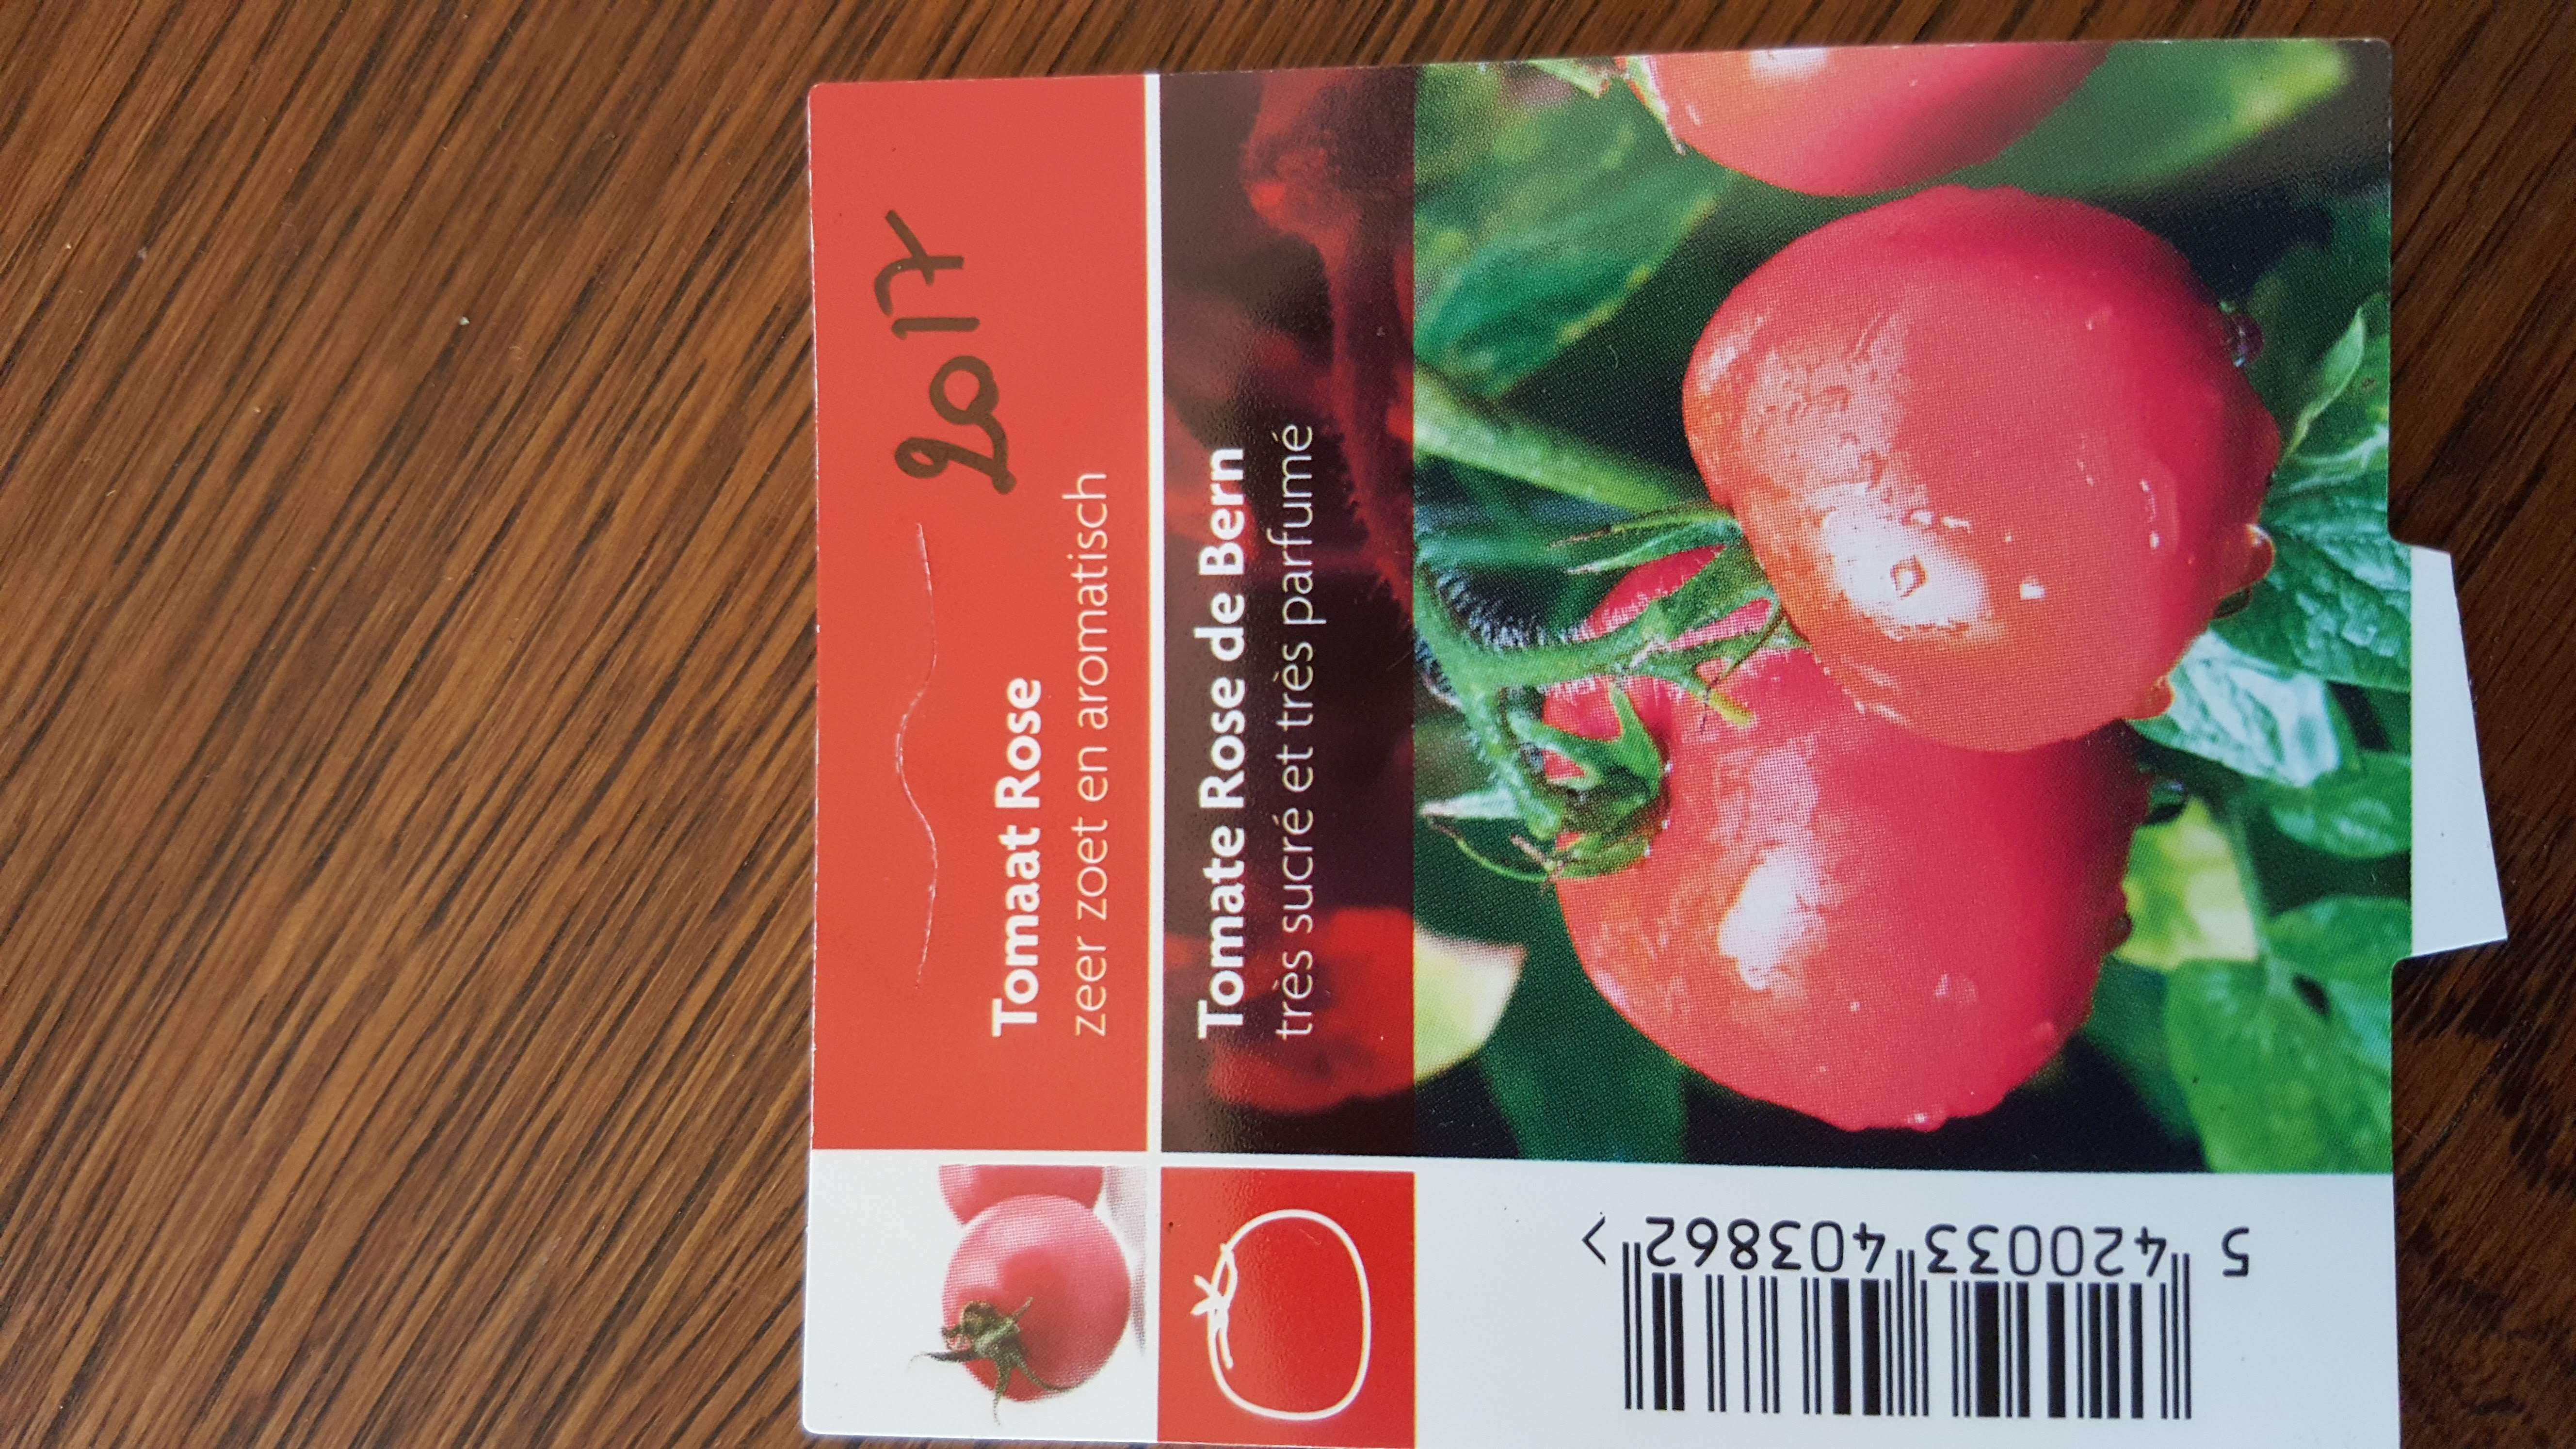 2017
Tomaat Rose
zeer zoet en aromatisch
Tomate Rose de Bern
très sucré et très parfumé
5 420033 403862 >